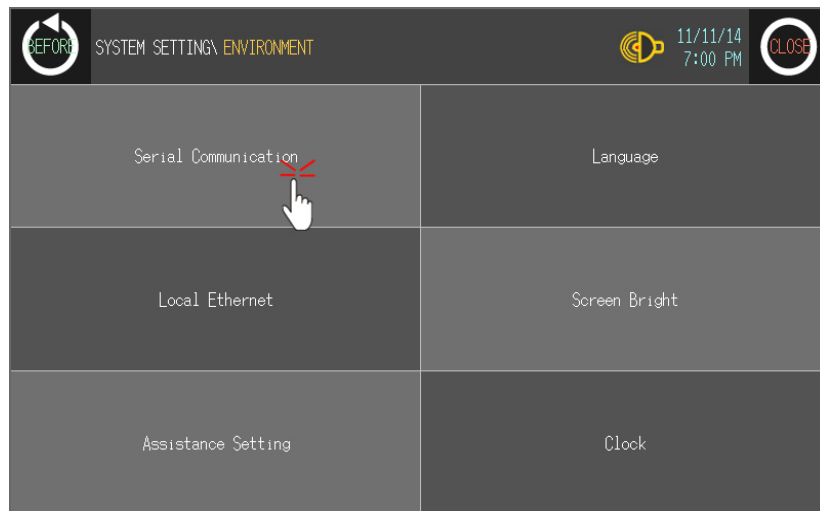 BEFORE
SYSTEM SETTING\ ENVIRONMENT
11/11/14
7:00 PM
CLOSE
Serial Communication
Language
Local Ethernet
Screen Bright
Assistance Setting
Clock